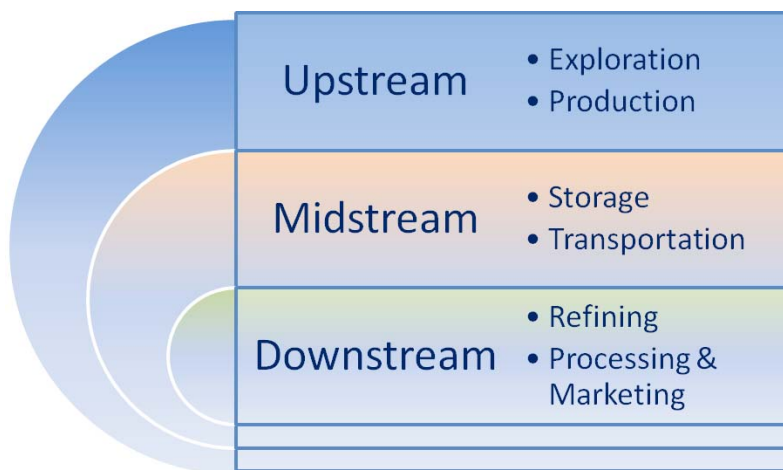 Upstream
• Exploration
• Production
Midstream
• Storage
• Transportation
Downstream
• Refining
• Processing &
Marketing